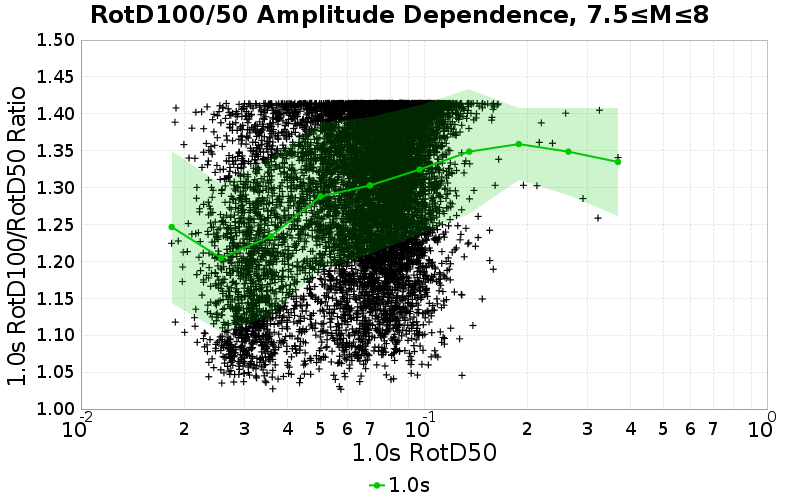 RotD100/50 Amplitude Dependence, 7.5≤M≤8
1.0s RotD100/RotD50 Ratio
1.50
1.45
1.40
1.35
1.30
1.25
1.20
1.15
1.10
1.05
1.00
10-2 2 3 4 5 6 7 10-1 2 3 4 5 6 7 100
1.0s RotD50
1.0s